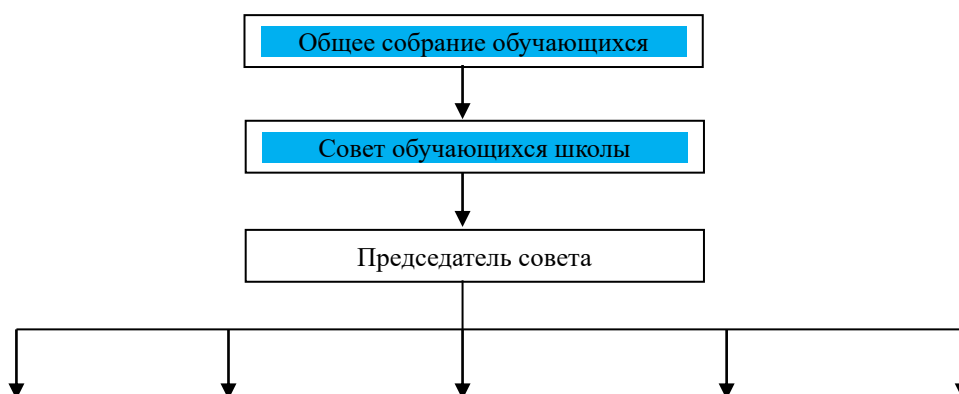 Общее собрание обучающихся
Совет обучающихся школы
Председатель совета